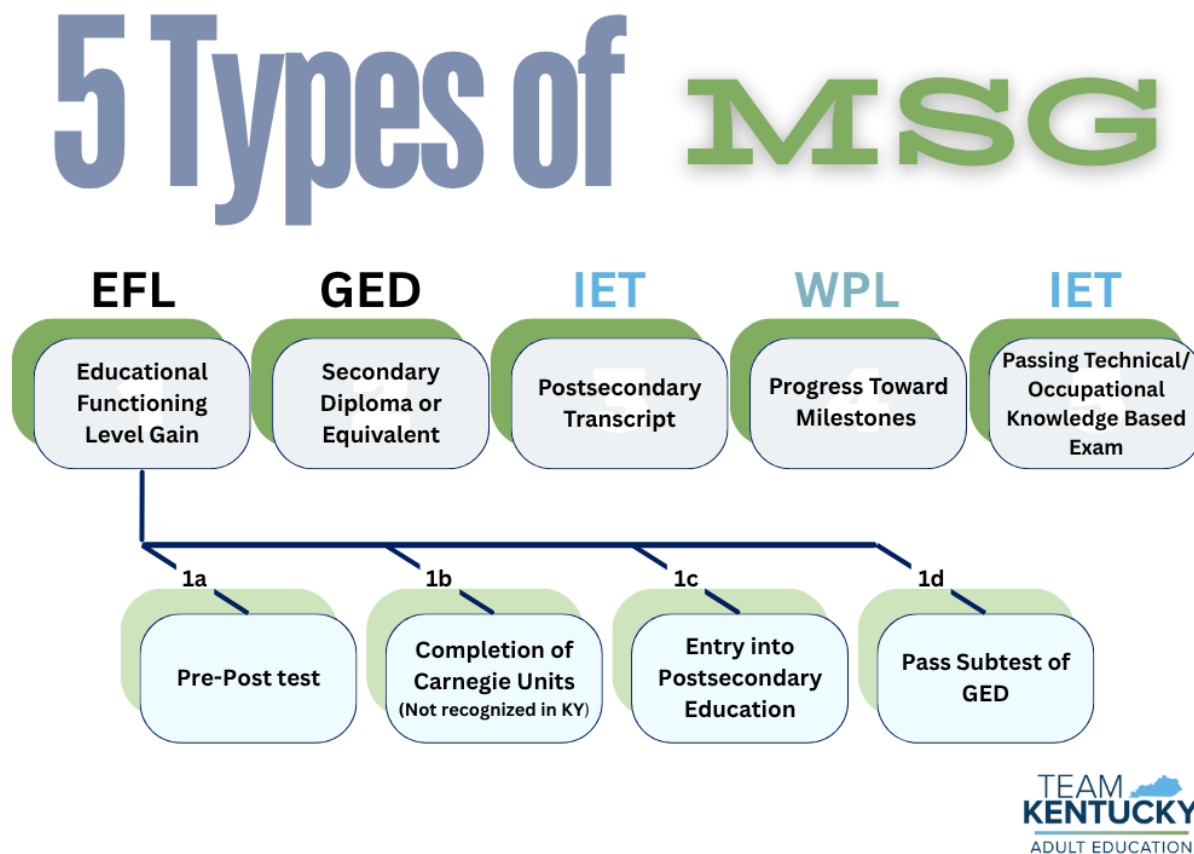 5 Types of MSG
EFL
Educational
Functioning
Level Gain
GED
Secondary
Diploma or
Equivalent
IET
Postsecondary
Transcript
WPL
Progress Toward
Milestones
IET
Passing Technical/
Occupational
Knowledge Based
Exam
1a
Pre-Post test
1b
Completion of
Carnegie Units
(Not recognized in KY)
1c
Entry into
Postsecondary
Education
1d
Pass Subtest of
GED
TEAM
KENTUCKY
ADULT EDUCATION